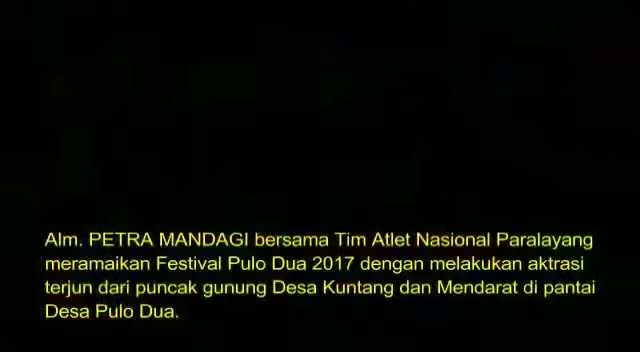 Alm. PETRA MANDAGI bersama Tim Atlet Nasional Paralayang
meramaikan Festival Pulo Dua 2017 dengan melakukan aktrasi
terjun dari puncak gunung Desa Kuntang dan Mendarat di pantai
Desa Pulo Dua.